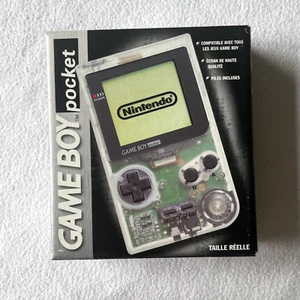 GAME BOY pocket
• COMPATIBLE AVEC TOUS
LES JEUX GAME BOY
• ÉCRAN DE HAUTE
QUALITÉ
• PILES INCLUSES
Nintendo
GAME BOY pocket
TAILLE RÉELLE